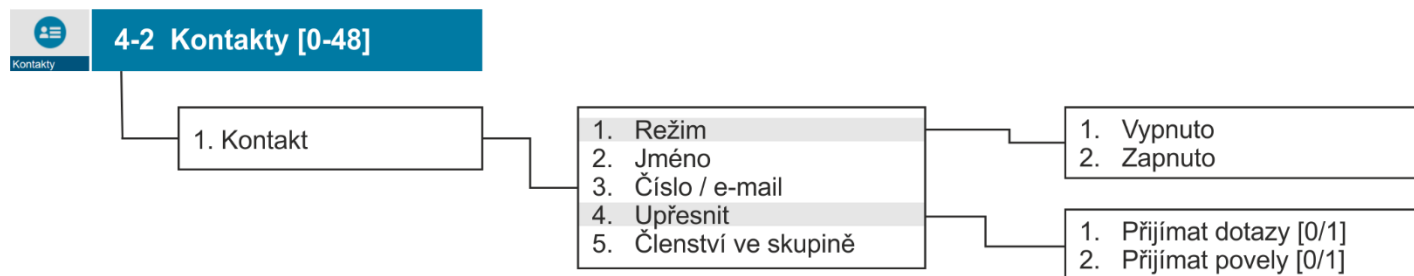 Kontakty
4-2 Kontakty [0-48]
1. Kontakt
1. Režim
2. Jméno
3. Číslo / e-mail
4. Upřesnit
5. Členství ve skupině
1. Vypnuto
2. Zapnuto
1. Přijímat dotazy [0/1]
2. Přijímat povely [0/1]